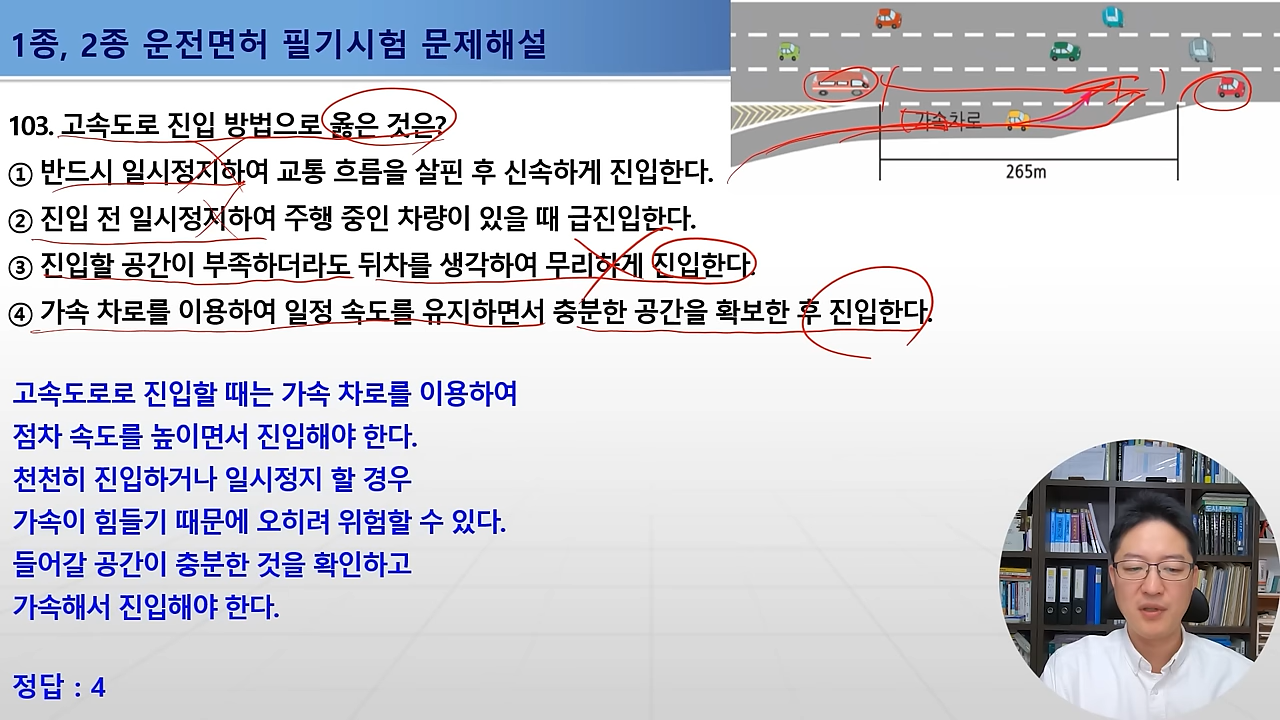 1종, 2종 운전면허 필기시험 문제해설
가속차로
265m
103. 고속도로 진입 방법으로 옳은 것은?
① 반드시 일시정지하여 교통 흐름을 살핀 후 신속하게 진입한다.
② 진입 전 일시정지하여 주행 중인 차량이 있을 때 급진입한다.
③ 진입할 공간이 부족하더라도 뒤차를 생각하여 무리하게 진입한다.
④ 가속 차로를 이용하여 일정 속도를 유지하면서 충분한 공간을 확보한 후 진입한다.
고속도로로 진입할 때는 가속 차로를 이용하여
점차 속도를 높이면서 진입해야 한다.
천천히 진입하거나 일시정지 할 경우
가속이 힘들기 때문에 오히려 위험할 수 있다.
들어갈 공간이 충분한 것을 확인하고
가속해서 진입해야 한다.
정답 : 4